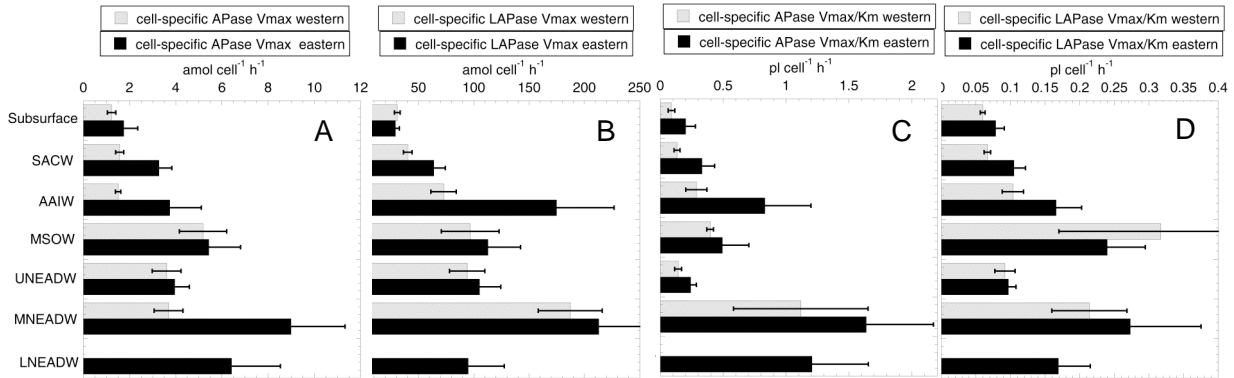 cell-specific APase Vmax western
cell-specific APase Vmax eastern
amol cell⁻¹ h⁻¹
0 2 4 6 8 10 12
A
cell-specific LAPase Vmax western
cell-specific LAPase Vmax eastern
amol cell⁻¹ h⁻¹
50 100 150 200 250
B
cell-specific APase Vmax/Km western
cell-specific APase Vmax/Km eastern
pl cell⁻¹ h⁻¹
0 0.5 1 1.5 2
C
cell-specific LAPase Vmax/Km western
cell-specific LAPase Vmax/Km eastern
pl cell⁻¹ h⁻¹
0 0.05 0.1 0.15 0.2 0.25 0.3 0.35 0.4
D
Subsurface
SACW
AAIW
MSOW
UNEADW
MNEADW
LNEADW